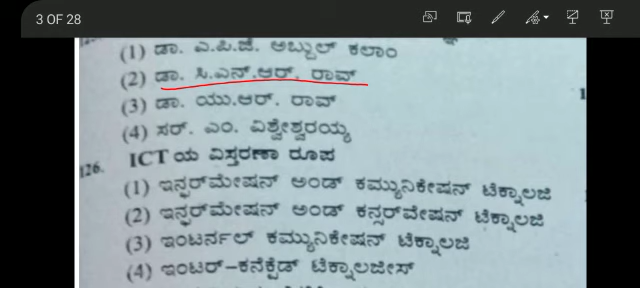 3 OF 28
(1) ಡಾ. ಎ.ಪಿ.ಜೆ. ಅಬ್ದುಲ್ ಕಲಾಂ
(2) ಡಾ. ಸಿ.ಎನ್.ಆರ್. ರಾವ್
(3) ಡಾ. ಯು.ಆರ್. ರಾವ್
(4) ಸರ್. ಎಂ. ವಿಶ್ವೇಶ್ವರಯ್ಯ
126. ICT ಯ ವಿಸ್ತರಣಾ ರೂಪ
(1) ಇನ್ಫರ್‌ಮೇಷನ್ ಅಂಡ್ ಕಮ್ಯುನಿಕೇಷನ್ ಟೆಕ್ನಾಲಜಿ
(2) ಇನ್ಫರ್‌ಮೇಷನ್ ಅಂಡ್ ಕನ್ಸರ್‌ವೇಷನ್ ಟೆಕ್ನಾಲಜಿ
(3) ಇಂಟರ್ನಲ್ ಕಮ್ಯುನಿಕೇಷನ್ ಟೆಕ್ನಾಲಜಿ
(4) ಇಂಟರ್-ಕನೆಕ್ಟೆಡ್ ಟೆಕ್ನಾಲಜೀಸ್